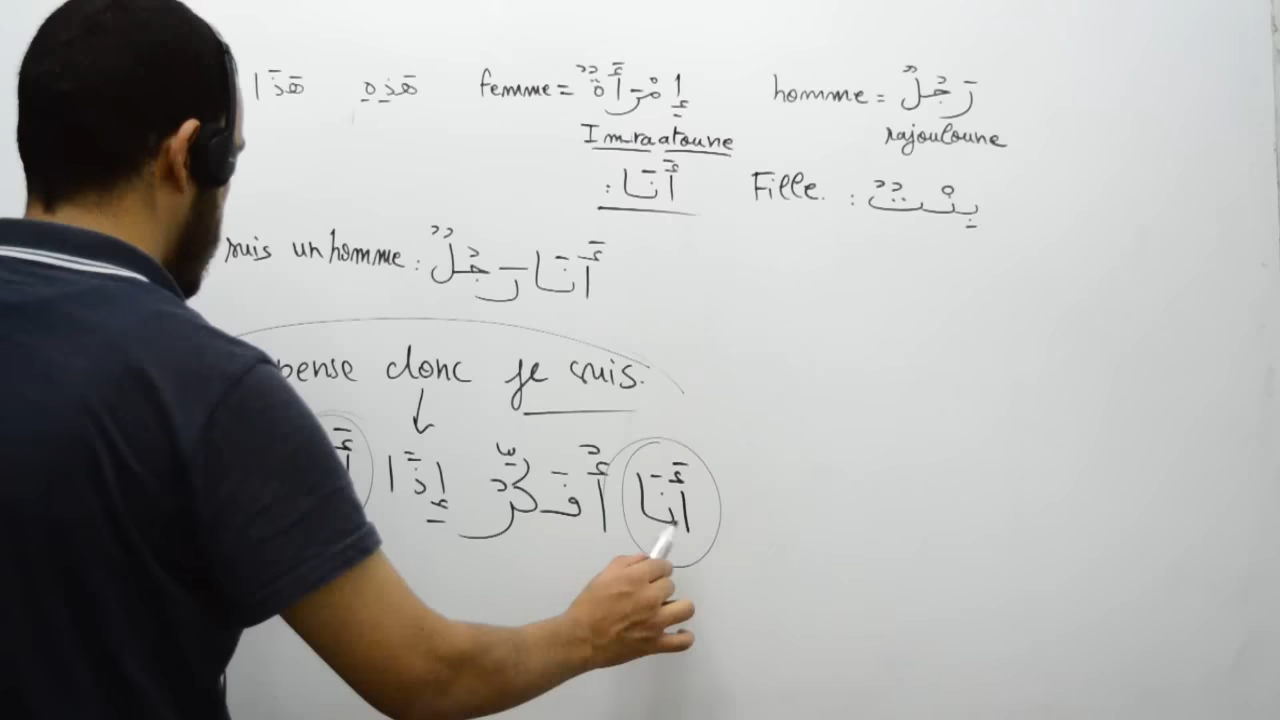 هَذَا هَذِهِ femme = إِمْرَأَةٌ homme = رَجُلٌ
Imraatoune rajouloune
أَنَا : Fille : بِنْتٌ
suis un homme : أَنَا رَجُلٌ
pense donc je suis.
أَنَا أُفَكِّرُ إِذًا أَ